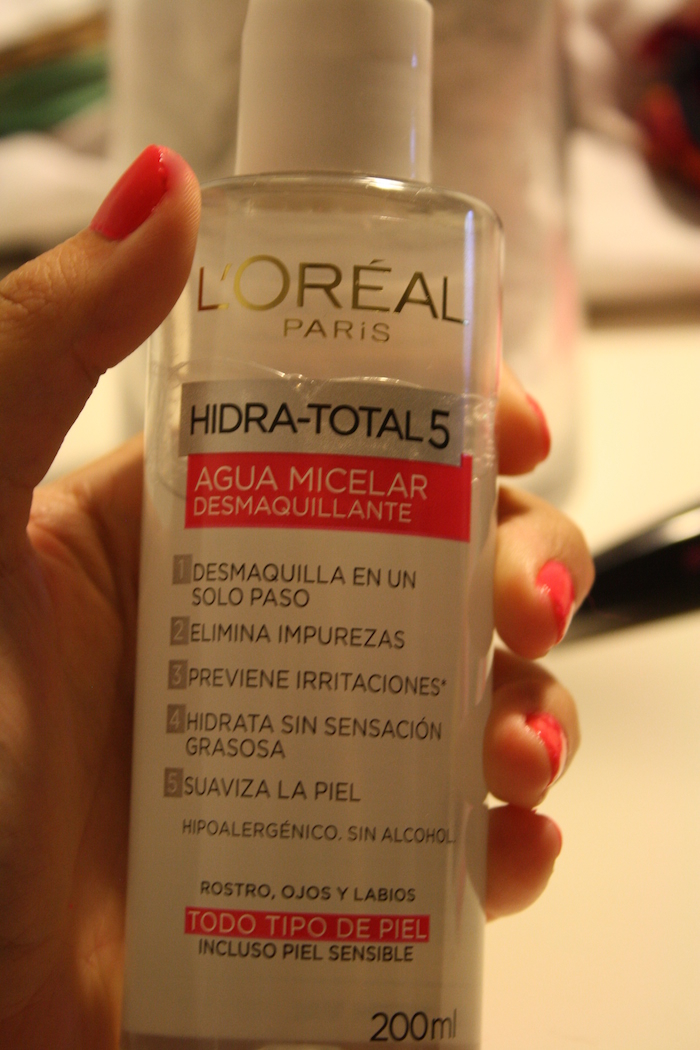 L'ORÉAL
PARiS
HIDRA-TOTAL 5
AGUA MICELAR
DESMAQUILLANTE
1 DESMAQUILLA EN UN
SOLO PASO
2 ELIMINA IMPUREZAS
3 PREVIENE IRRITACIONES*
4 HIDRATA SIN SENSACIÓN
GRASOSA
5 SUAVIZA LA PIEL
HIPOALERGÉNICO. SIN ALCOHOL.
ROSTRO, OJOS Y LABIOS
TODO TIPO DE PIEL
INCLUSO PIEL SENSIBLE
200ml